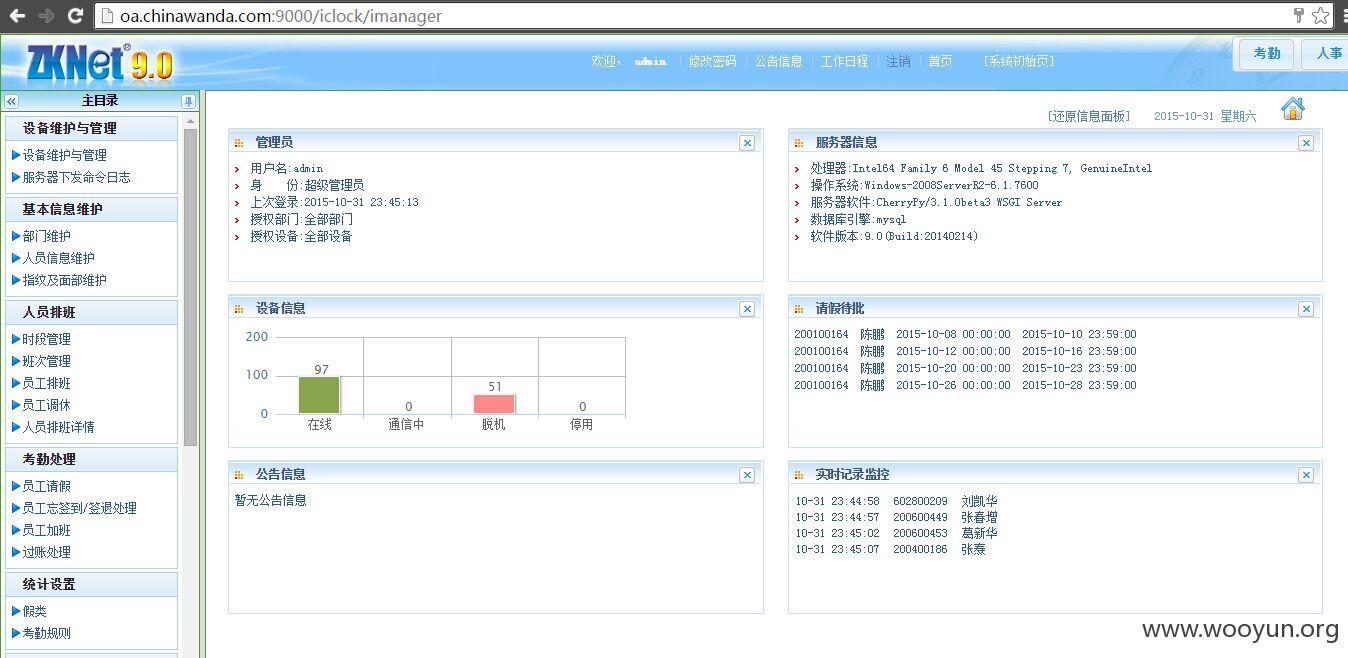 oa.chinawanda.com:9000/iclock/imanager
ZKNet® 9.0
欢迎, admin 修改密码 公告信息 工作日程 注销 首页 [系统初始页]
考勤 人事
主目录
[还原信息面板] 2015-10-31 星期六
设备维护与管理
设备维护与管理
服务器下发命令日志
基本信息维护
部门维护
人员信息维护
指纹及面部维护
人员排班
时段管理
班次管理
员工排班
员工调休
人员排班详情
考勤处理
员工请假
员工忘签到/签退处理
员工加班
过账处理
统计设置
假类
考勤规则
管理员
用户名:admin
身 份:超级管理员
上次登录:2015-10-31 23:45:13
授权部门:全部部门
授权设备:全部设备
服务器信息
处理器:Intel64 Family 6 Model 45 Stepping 7, GenuineIntel
操作系统:Windows-2008ServerR2-6.1.7600
服务器软件:CherryPy/3.1.0beta3 WSGI Server
数据库引擎:mysql
软件版本:9.0(Build:20140214)
设备信息
200
100
0
97
0
51
0
在线 通信中 脱机 停用
请假待批
200100164 陈鹏 2015-10-08 00:00:00 2015-10-10 23:59:00
200100164 陈鹏 2015-10-12 00:00:00 2015-10-16 23:59:00
200100164 陈鹏 2015-10-20 00:00:00 2015-10-23 23:59:00
200100164 陈鹏 2015-10-26 00:00:00 2015-10-28 23:59:00
公告信息
暂无公告信息
实时记录监控
10-31 23:44:58 602800209 刘凯华
10-31 23:44:57 200600449 张春增
10-31 23:45:02 200600453 葛新华
10-31 23:45:07 200400186 张焘
www.wooyun.org